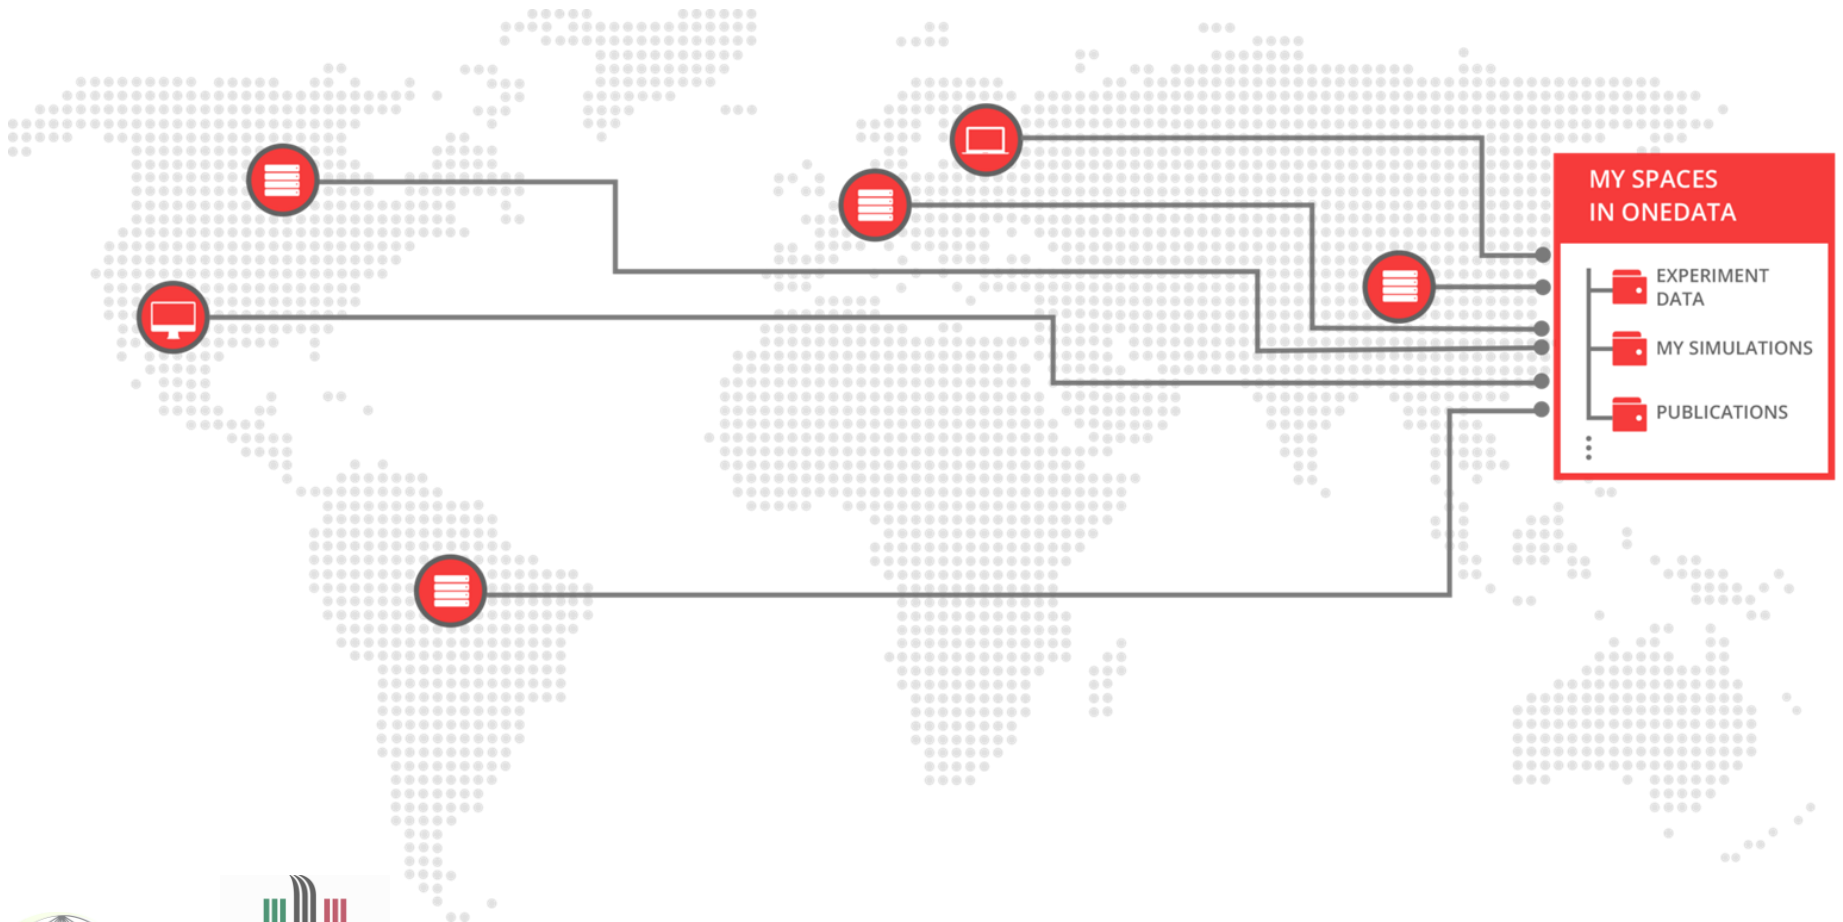 MY SPACES
IN ONEDATA
EXPERIMENT
DATA
MY SIMULATIONS
PUBLICATIONS